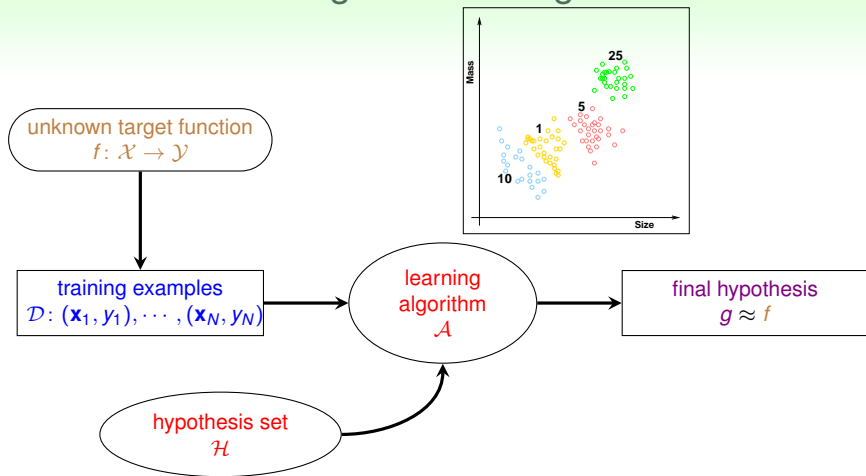 Mass
25
5
1
10
Size
unknown target function
f: X → Y
training examples
D: (x₁, y₁), ⋯ , (x_N, y_N)
learning
algorithm
A
final hypothesis
g ≈ f
hypothesis set
H